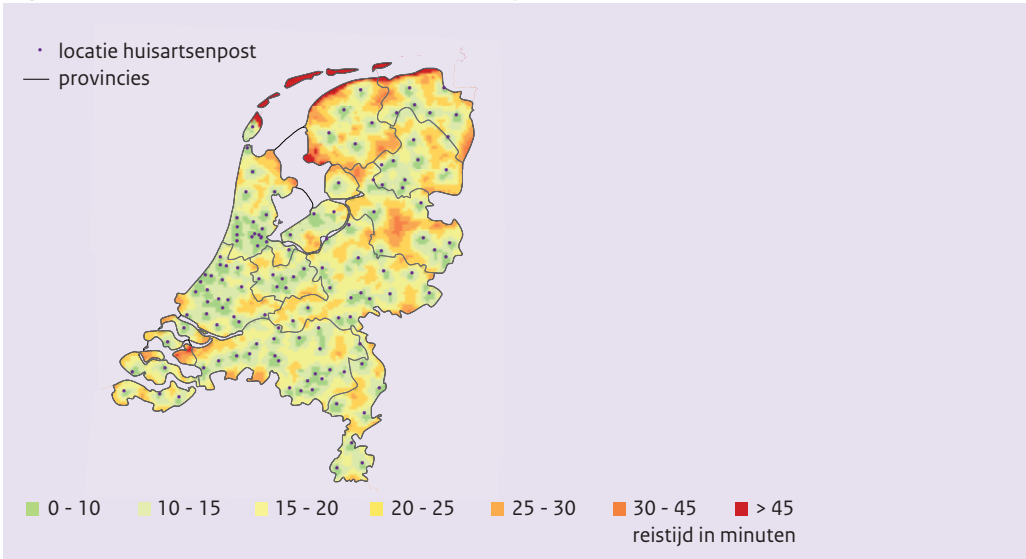 locatie huisartsenpost
provincies
0 - 10 10 - 15 15 - 20 20 - 25 25 - 30 30 - 45 > 45
reistijd in minuten